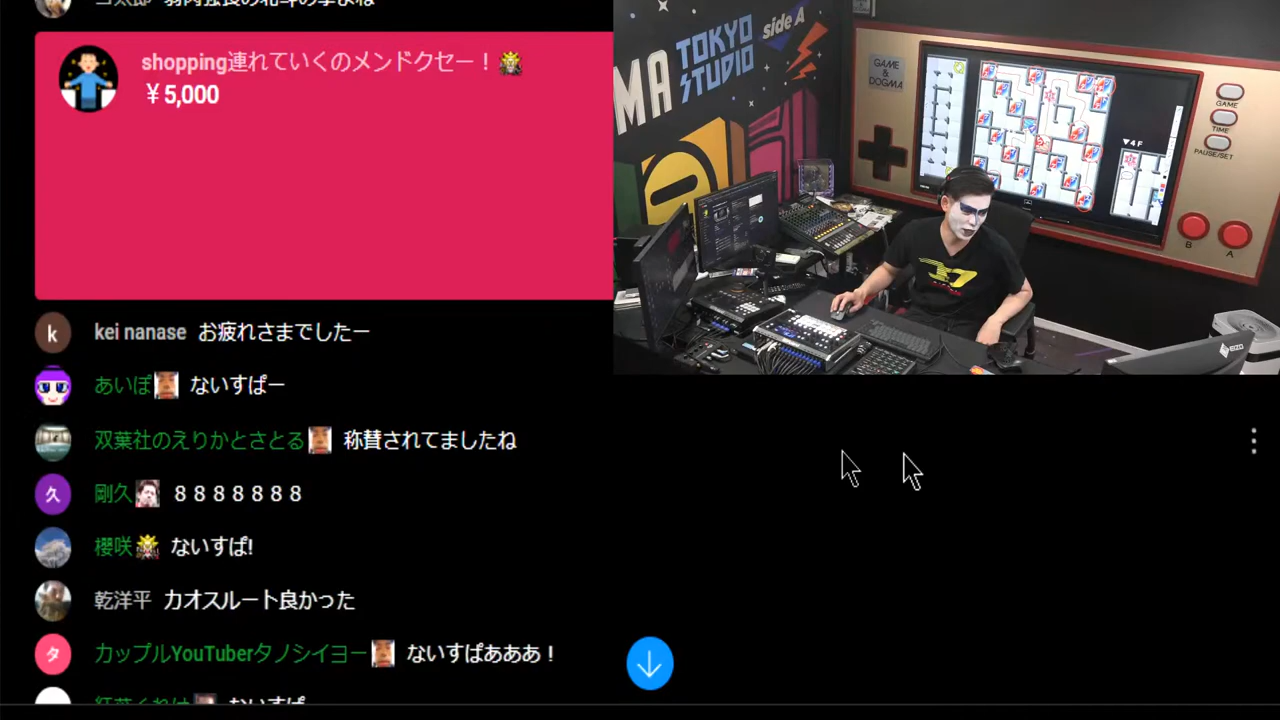 shopping連れていくのメンドクセー！
￥5,000
kei nanase お疲れさまでしたー
あいぽ ないすぱー
双葉社のえりかとさとる 称賛されてましたね
久 剛久 ８８８８８８８
櫻咲 ないすぱ!
乾洋平 カオスルート良かった
タ カップルYouTuberタノシイヨー ないすぱあああ！
MA TOKYO STUDIO side A
GAME & DOGMA
GAME
TIME
PAUSE/SET
▼4F
B
A
EIZO